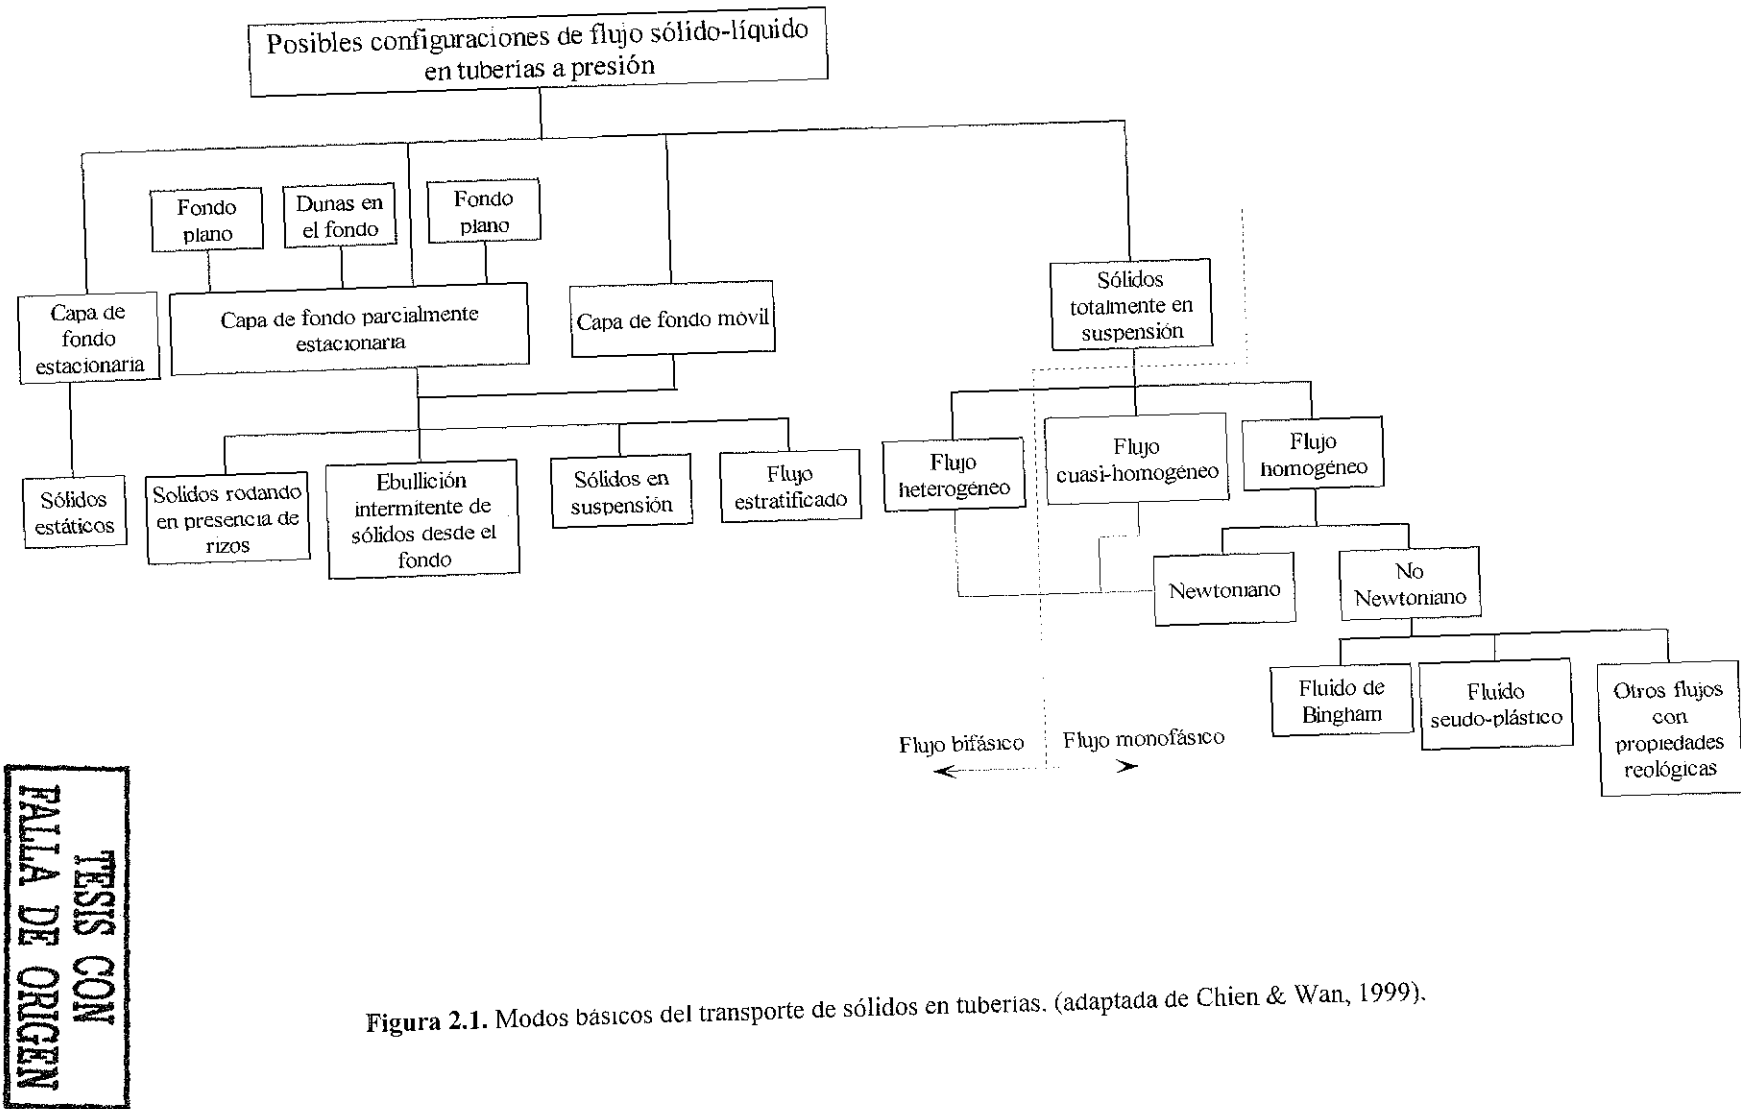 Posibles configuraciones de flujo sólido-líquido
en tuberías a presión
Fondo
plano
Dunas en
el fondo
Fondo
plano
Capa de
fondo
estacionaria
Capa de fondo parcialmente
estacionaria
Capa de fondo móvil
Sólidos
totalmente en
suspensión
Sólidos
estáticos
Solidos rodando
en presencia de
rizos
Ebullición
intermitente de
sólidos desde el
fondo
Sólidos en
suspensión
Flujo
estratificado
Flujo
heterogéneo
Flujo
cuasi-homogéneo
Flujo
homogéneo
Newtoniano
No
Newtoniano
Fluido de
Bingham
Fluido
seudo-plástico
Otros flujos
con
propiedades
reológicas
Flujo bifásico
Flujo monofásico
TESIS CON
FALLA DE ORIGEN
Figura 2.1. Modos básicos del transporte de sólidos en tuberías. (adaptada de Chien & Wan, 1999).